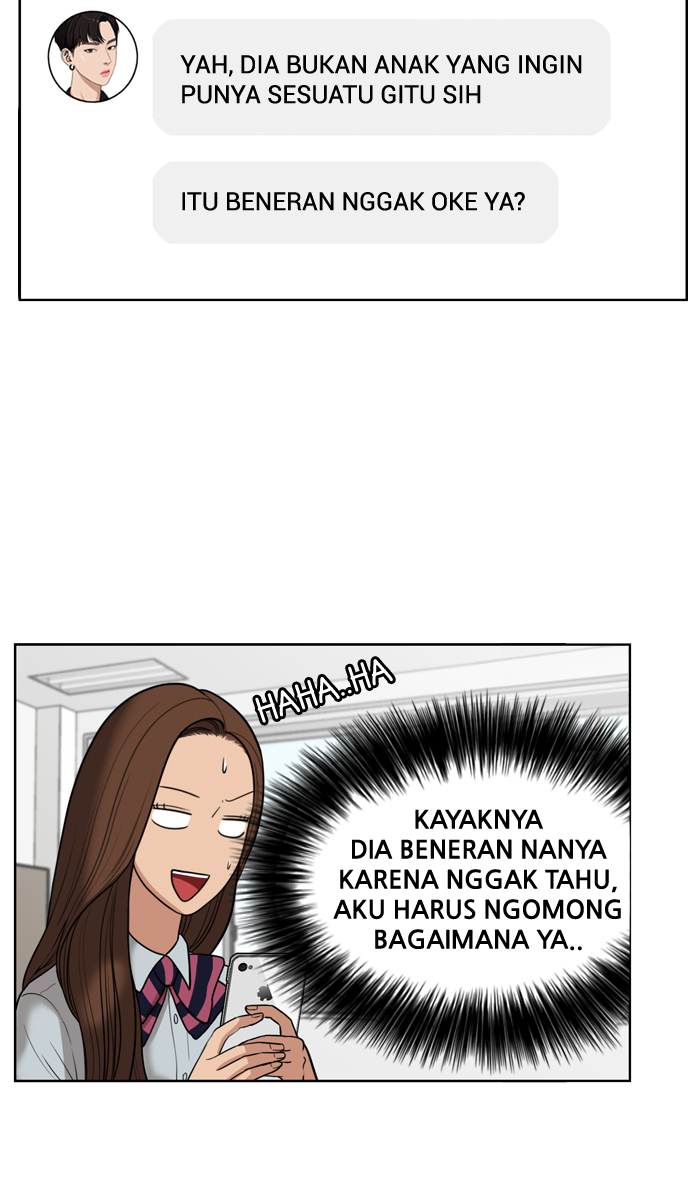 YAH, DIA BUKAN ANAK YANG INGIN
PUNYA SESUATU GITU SIH
ITU BENERAN NGGAK OKE YA?
HAHA..HA
KAYAKNYA
DIA BENERAN NANYA
KARENA NGGAK TAHU,
AKU HARUS NGOMONG
BAGAIMANA YA..